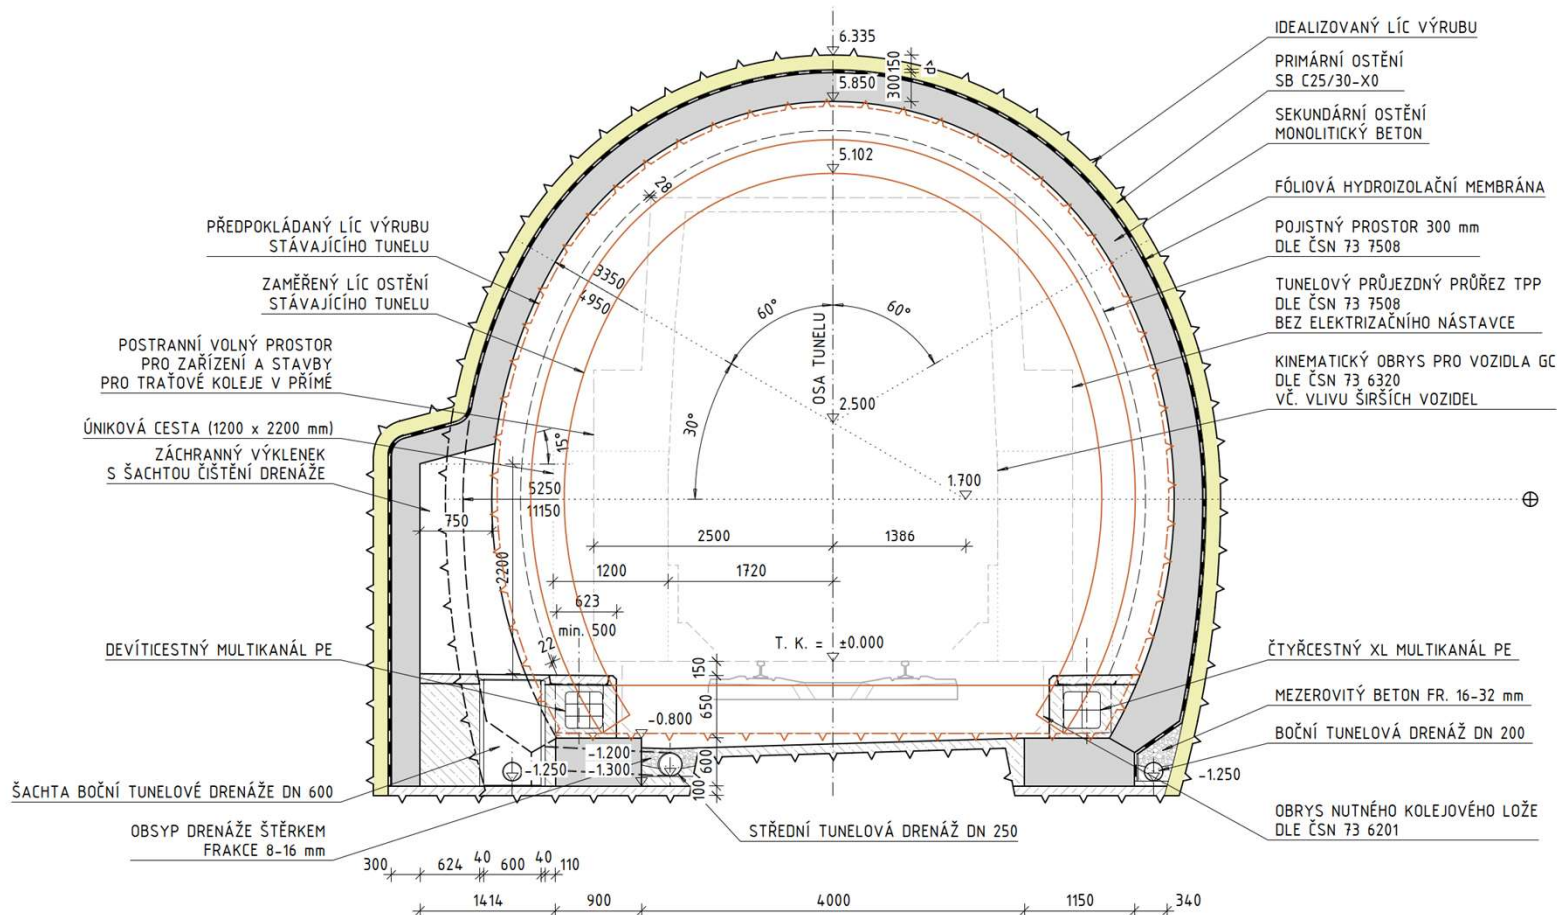 6.335
150
d
IDEALIZOVANÝ LÍC VÝRUBU
PRIMÁRNÍ OSTĚNÍ
SB C25/30-X0
5.850
300
SEKUNDÁRNÍ OSTĚNÍ
MONOLITICKÝ BETON
5.102
28
FÓLIOVÁ HYDROIZOLAČNÍ MEMBRÁNA
PŘEDPOKLÁDANÝ LÍC VÝRUBU
STÁVAJÍCÍHO TUNELU
POJISTNÝ PROSTOR 300 mm
DLE ČSN 73 7508
ZAMĚŘENÝ LÍC OSTĚNÍ
STÁVAJÍCÍHO TUNELU
3350
4950
60°
60°
OSA TUNELU
TUNELOVÝ PRŮJEZDNÝ PRŮŘEZ TPP
DLE ČSN 73 7508
BEZ ELEKTRIZAČNÍHO NÁSTAVCE
POSTRANNÍ VOLNÝ PROSTOR
PRO ZAŘÍZENÍ A STAVBY
PRO TRAŤOVÉ KOLEJE V PŘÍMÉ
KINEMATICKÝ OBRYS PRO VOZIDLA GC
DLE ČSN 73 6320
VČ. VLIVU ŠIRŠÍCH VOZIDEL
2.500
30°
15°
ÚNIKOVÁ CESTA (1200 x 2200 mm)
ZÁCHRANNÝ VÝKLENEK
S ŠACHTOU ČIŠTĚNÍ DRENÁŽE
5250
11150
1.700
750
2500
1386
2200
1200
1720
623
min. 500
22
T. K. = ±0.000
DEVÍTICESTNÝ MULTIKANÁL PE
ČTYŘCESTNÝ XL MULTIKANÁL PE
150
650
-0.800
MEZEROVITÝ BETON FR. 16-32 mm
BOČNÍ TUNELOVÁ DRENÁŽ DN 200
-1.200
-1.250
-1.300
600
-1.250
100
ŠACHTA BOČNÍ TUNELOVÉ DRENÁŽE DN 600
OBRYS NUTNÉHO KOLEJOVÉHO LOŽE
DLE ČSN 73 6201
OBSYP DRENÁŽE ŠTĚRKEM
FRAKCE 8-16 mm
STŘEDNÍ TUNELOVÁ DRENÁŽ DN 250
300 624 40 600 40 110
1414 900 4000 1150 340